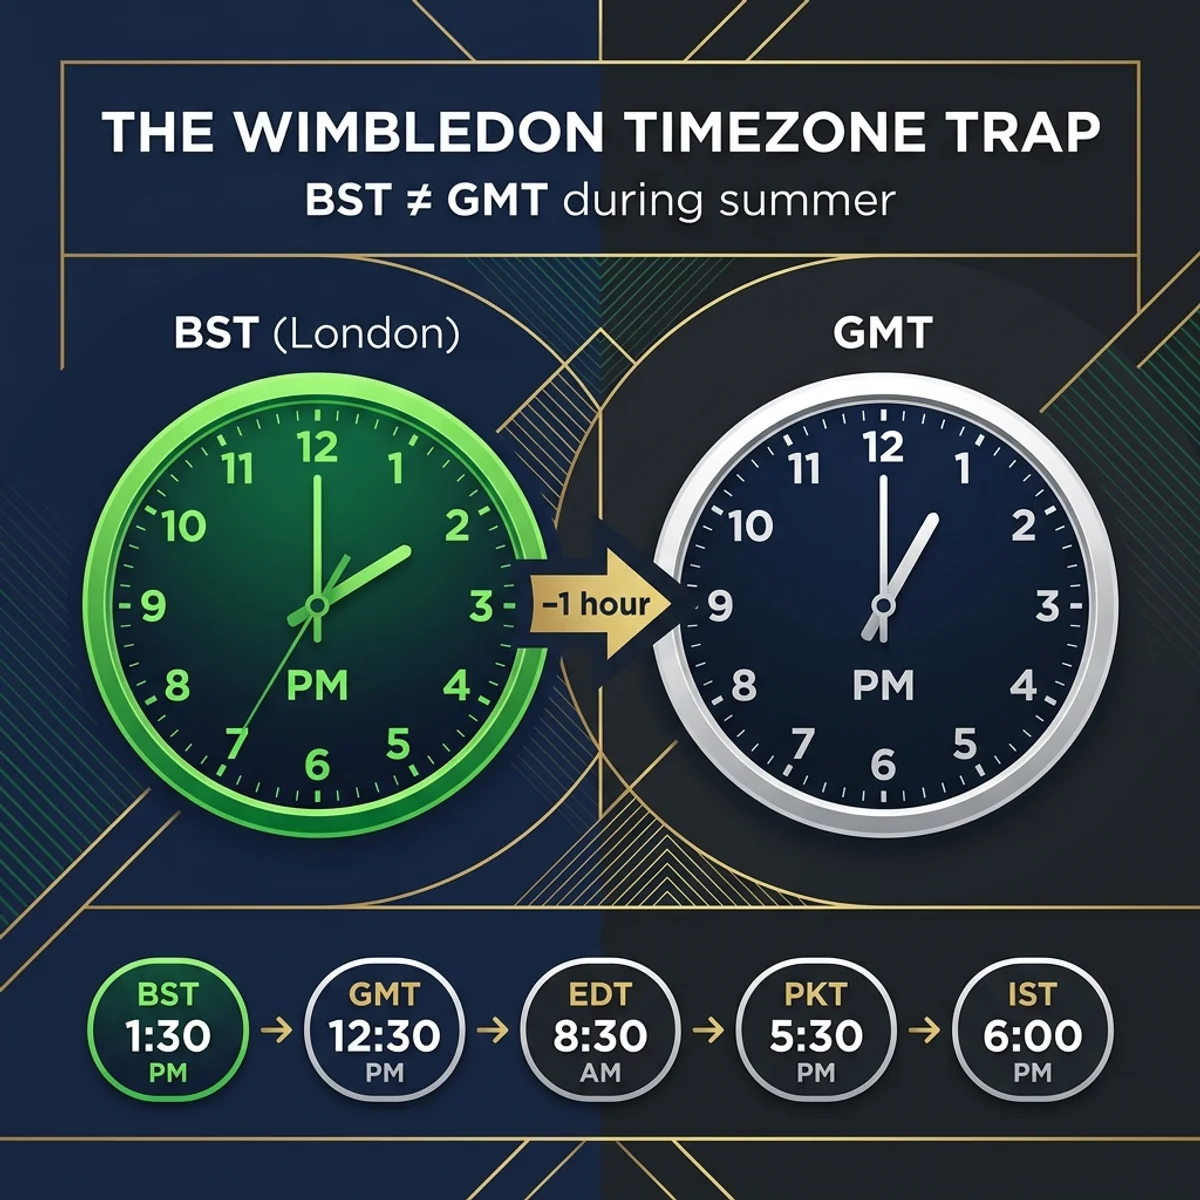 THE WIMBLEDON TIMEZONE TRAP
BST ≠ GMT during summer
BST (London)
GMT
12
11
1
10
2
9
3
PM
8
4
7
5
6
–1 hour
12
11
1
10
2
9
3
PM
8
4
7
5
6
BST
1:30
PM
GMT
12:30
PM
EDT
8:30
AM
PKT
5:30
PM
IST
6:00
PM